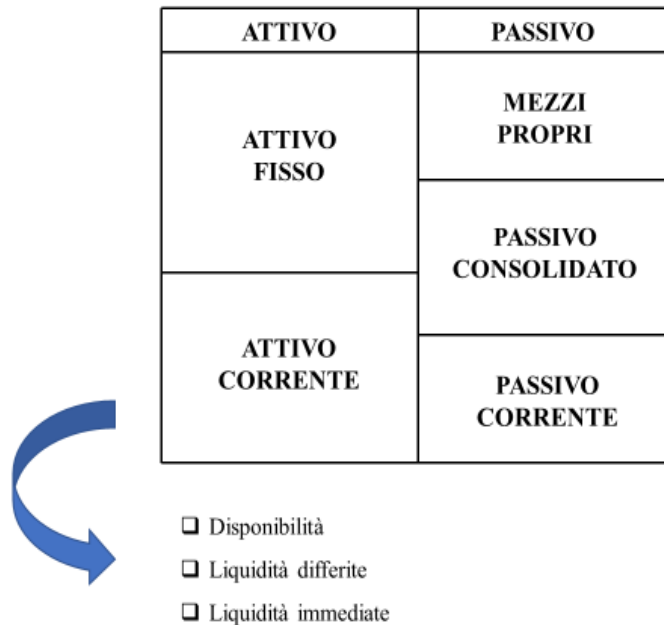 ATTIVO
PASSIVO
ATTIVO
FISSO
MEZZI
PROPRI
PASSIVO
CONSOLIDATO
ATTIVO
CORRENTE
PASSIVO
CORRENTE
❑ Disponibilità
❑ Liquidità differite
❑ Liquidità immediate